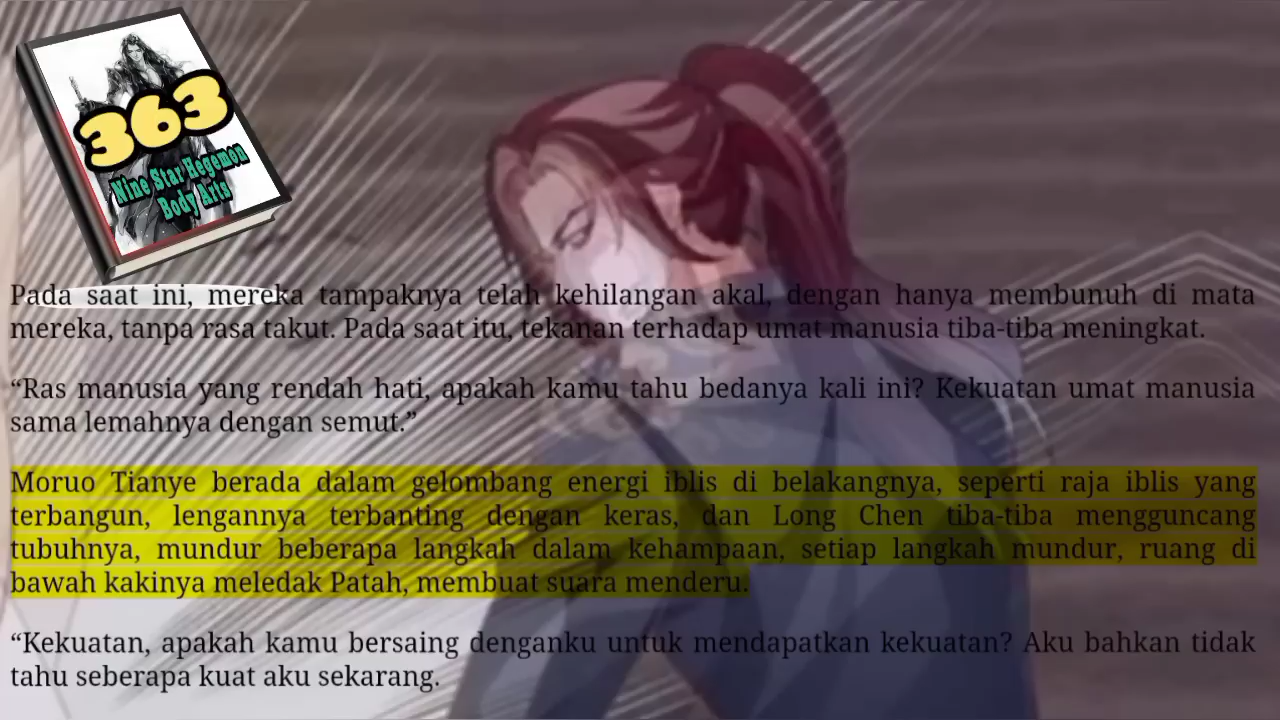 363
Nine Star Hegemon
Body Arts
Pada saat ini, mereka tampaknya telah kehilangan akal, dengan hanya membunuh di mata
mereka, tanpa rasa takut. Pada saat itu, tekanan terhadap umat manusia tiba-tiba meningkat.
“Ras manusia yang rendah hati, apakah kamu tahu bedanya kali ini? Kekuatan umat manusia
sama lemahnya dengan semut.”
Moruo Tianye berada dalam gelombang energi iblis di belakangnya, seperti raja iblis yang
terbangun, lengannya terbanting dengan keras, dan Long Chen tiba-tiba mengguncang
tubuhnya, mundur beberapa langkah dalam kehampaan, setiap langkah mundur, ruang di
bawah kakinya meledak Patah, membuat suara menderu.
“Kekuatan, apakah kamu bersaing denganku untuk mendapatkan kekuatan? Aku bahkan tidak
tahu seberapa kuat aku sekarang.